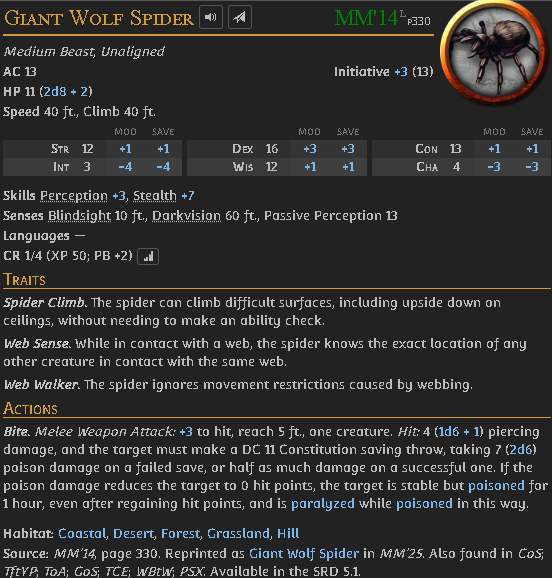 Giant Wolf Spider MM'14 L p330
Medium Beast, Unaligned
AC 13 Initiative +3 (13)
HP 11 (2d8 + 2)
Speed 40 ft., Climb 40 ft.
MOD SAVE MOD SAVE MOD SAVE
Str 12 +1 +1 Dex 16 +3 +3 Con 13 +1 +1
Int 3 −4 −4 Wis 12 +1 +1 Cha 4 −3 −3
Skills Perception +3, Stealth +7
Senses Blindsight 10 ft., Darkvision 60 ft., Passive Perception 13
Languages —
CR 1/4 (XP 50; PB +2)
Traits
Spider Climb. The spider can climb difficult surfaces, including upside down on
ceilings, without needing to make an ability check.
Web Sense. While in contact with a web, the spider knows the exact location of any
other creature in contact with the same web.
Web Walker. The spider ignores movement restrictions caused by webbing.
Actions
Bite. Melee Weapon Attack: +3 to hit, reach 5 ft., one creature. Hit: 4 (1d6 + 1) piercing
damage, and the target must make a DC 11 Constitution saving throw, taking 7 (2d6)
poison damage on a failed save, or half as much damage on a successful one. If the
poison damage reduces the target to 0 hit points, the target is stable but poisoned for
1 hour, even after regaining hit points, and is paralyzed while poisoned in this way.
Habitat: Coastal, Desert, Forest, Grassland, Hill
Source: MM'14, page 330. Reprinted as Giant Wolf Spider in MM'25. Also found in CoS;
TftYP; ToA; GoS; TCE; WBtW; PSX. Available in the SRD 5.1.